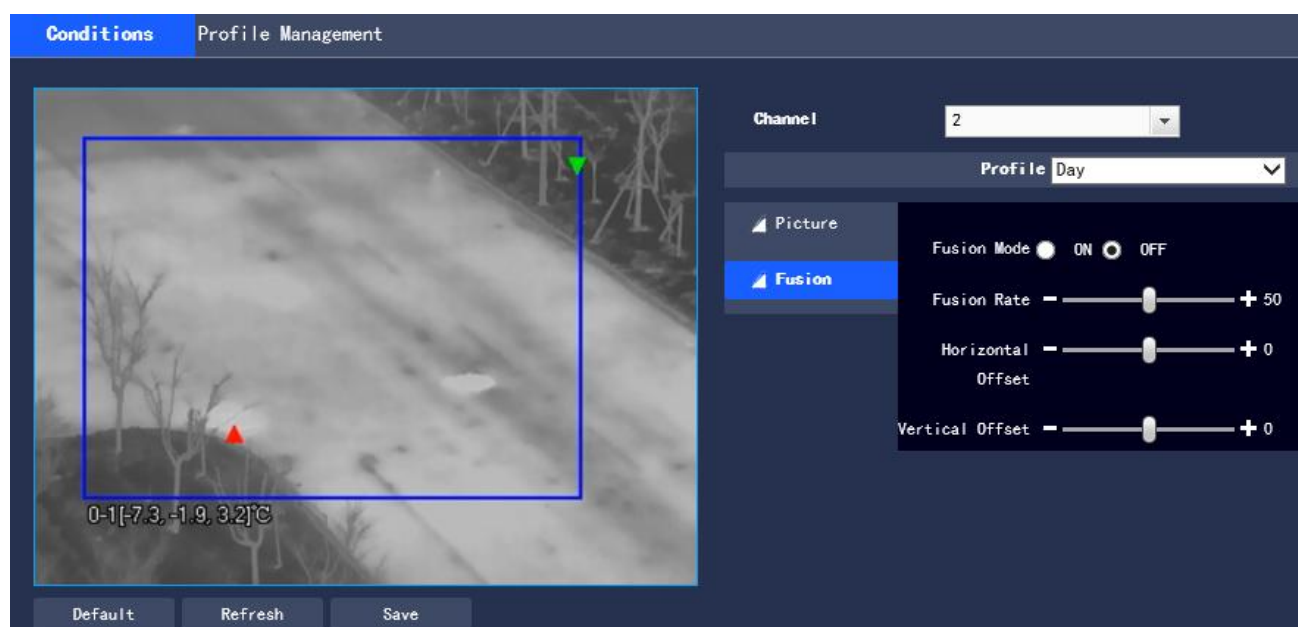 Conditions Profile Management
Channel 2
Profile Day
Picture
Fusion Mode ON OFF
Fusion
Fusion Rate 50
Horizontal 0
Offset
Vertical Offset 0
0-1[-7.3, -1.9, 3.2]℃
Default Refresh Save